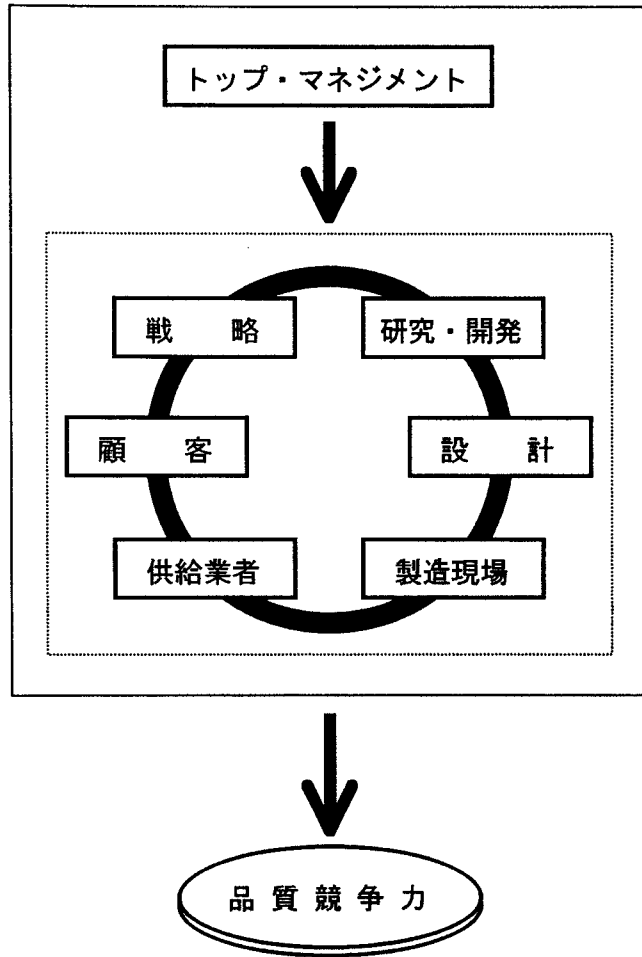 トップ・マネジメント
戦略
研究・開発
顧客
設計
供給業者
製造現場
品質競争力